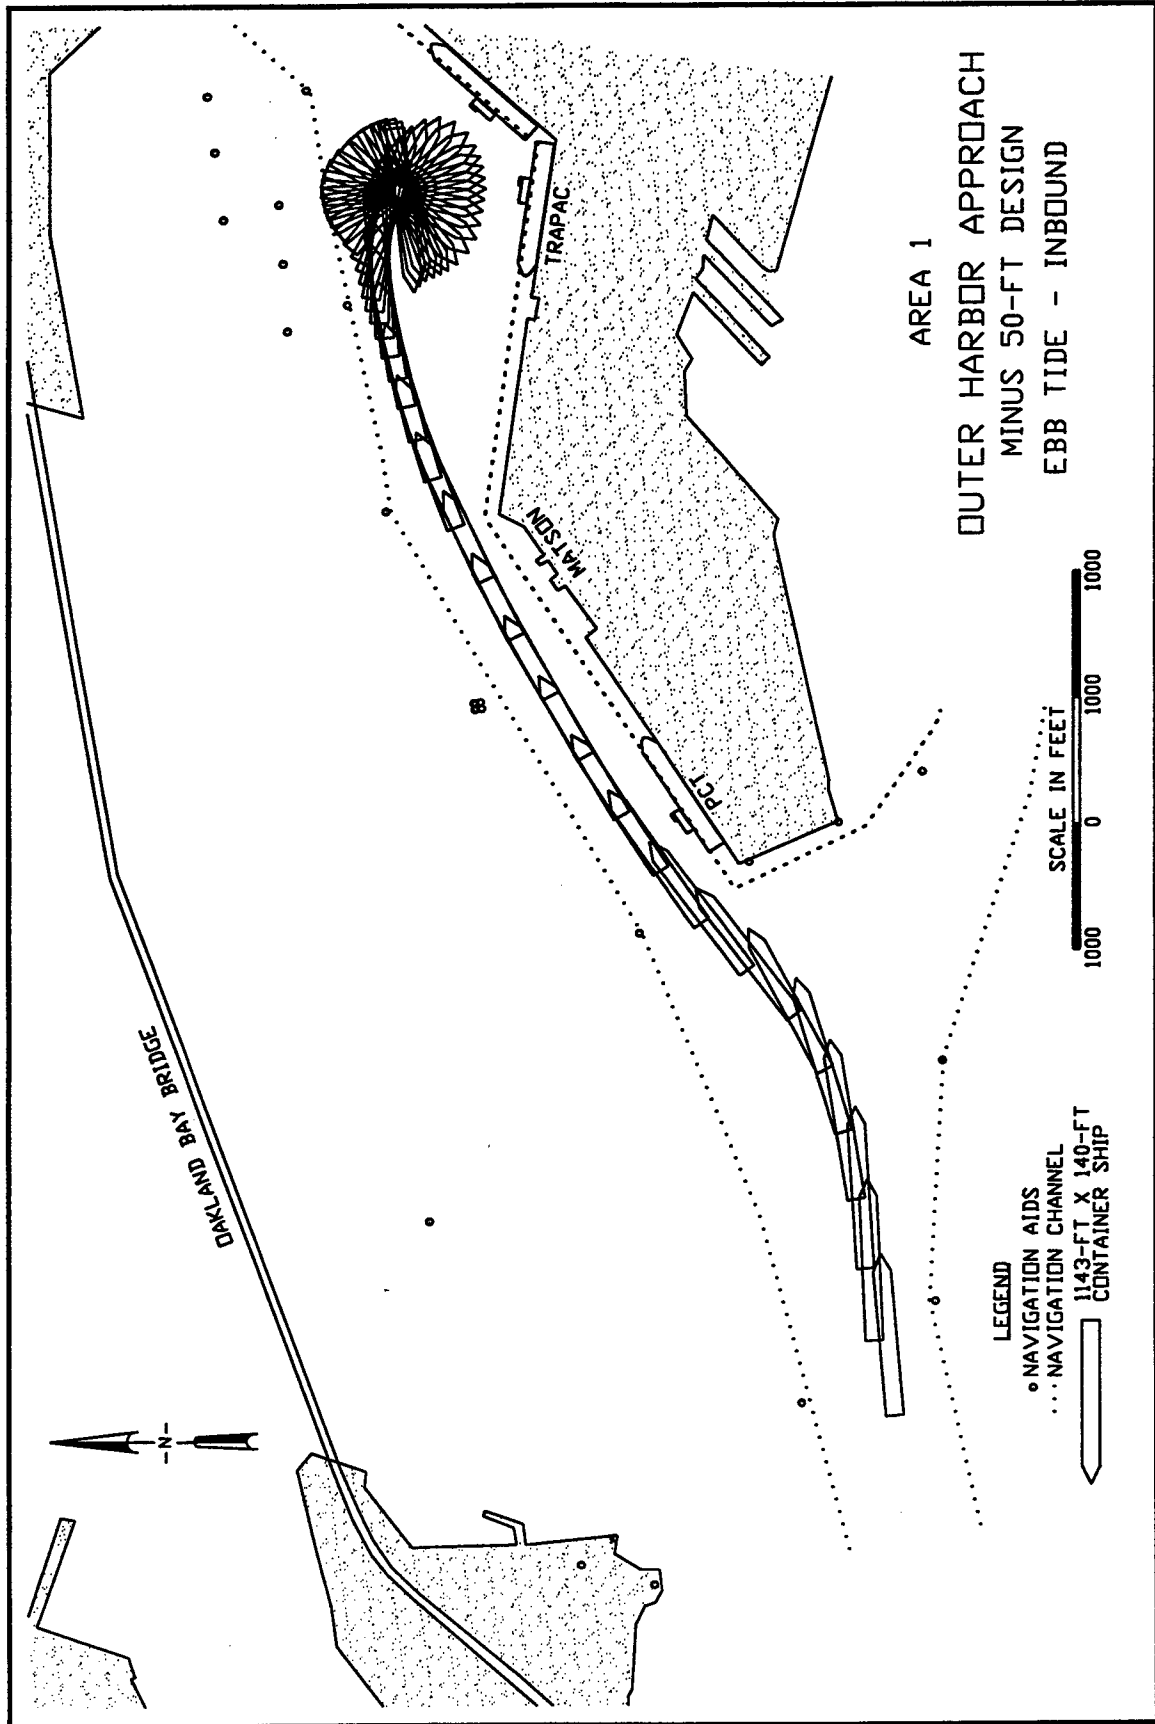 OAKLAND BAY BRIDGE
-N-
TRAPAC
MATSON
PCT
AREA 1
OUTER HARBOR APPROACH
MINUS 50-FT DESIGN
EBB TIDE - INBOUND
SCALE IN FEET
1000 0 1000 1000
LEGEND
NAVIGATION AIDS
NAVIGATION CHANNEL
1143-FT X 140-FT
CONTAINER SHIP